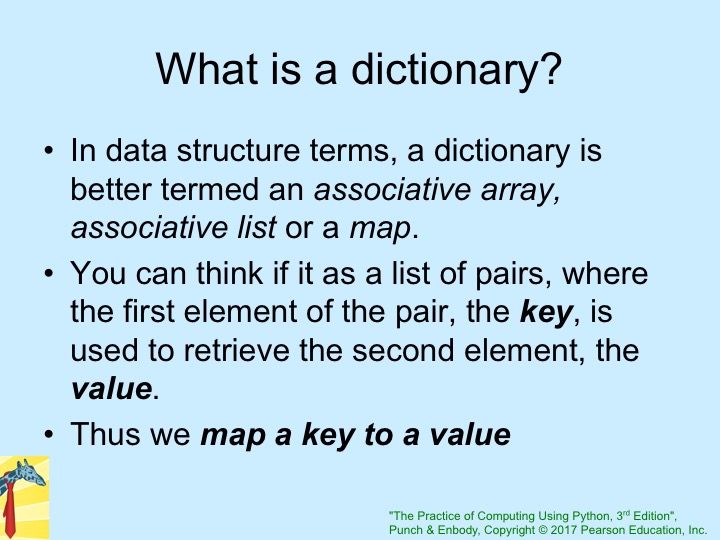 What is a dictionary?
• In data structure terms, a dictionary is
better termed an associative array,
associative list or a map.
• You can think if it as a list of pairs, where
the first element of the pair, the key, is
used to retrieve the second element, the
value.
• Thus we map a key to a value
"The Practice of Computing Using Python, 3rd Edition",
Punch & Enbody, Copyright © 2017 Pearson Education, Inc.